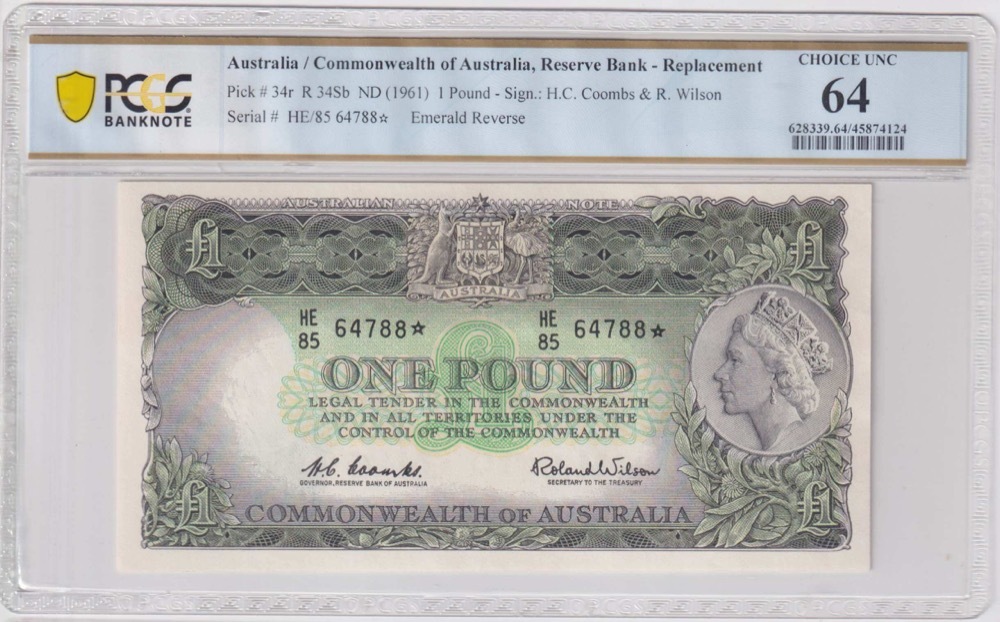 Australia / Commonwealth of Australia, Reserve Bank - Replacement
CHOICE UNC
PCGS
BANKNOTE
Pick # 34r R 34Sb ND (1961) 1 Pound - Sign.: H.C. Coombs & R. Wilson
64
Serial # HE/85 64788☆ Emerald Reverse
628339.64/45874124
AUSTRALIAN NOTE
£1 £1
AUSTRALIA
HE 85 64788☆ HE 85 64788☆
ONE POUND
LEGAL TENDER IN THE COMMONWEALTH
AND IN ALL TERRITORIES UNDER THE
CONTROL OF THE COMMONWEALTH
H. C. Coombs. Roland Wilson
GOVERNOR, RESERVE BANK OF AUSTRALIA SECRETARY TO THE TREASURY
£1 £1
COMMONWEALTH OF AUSTRALIA